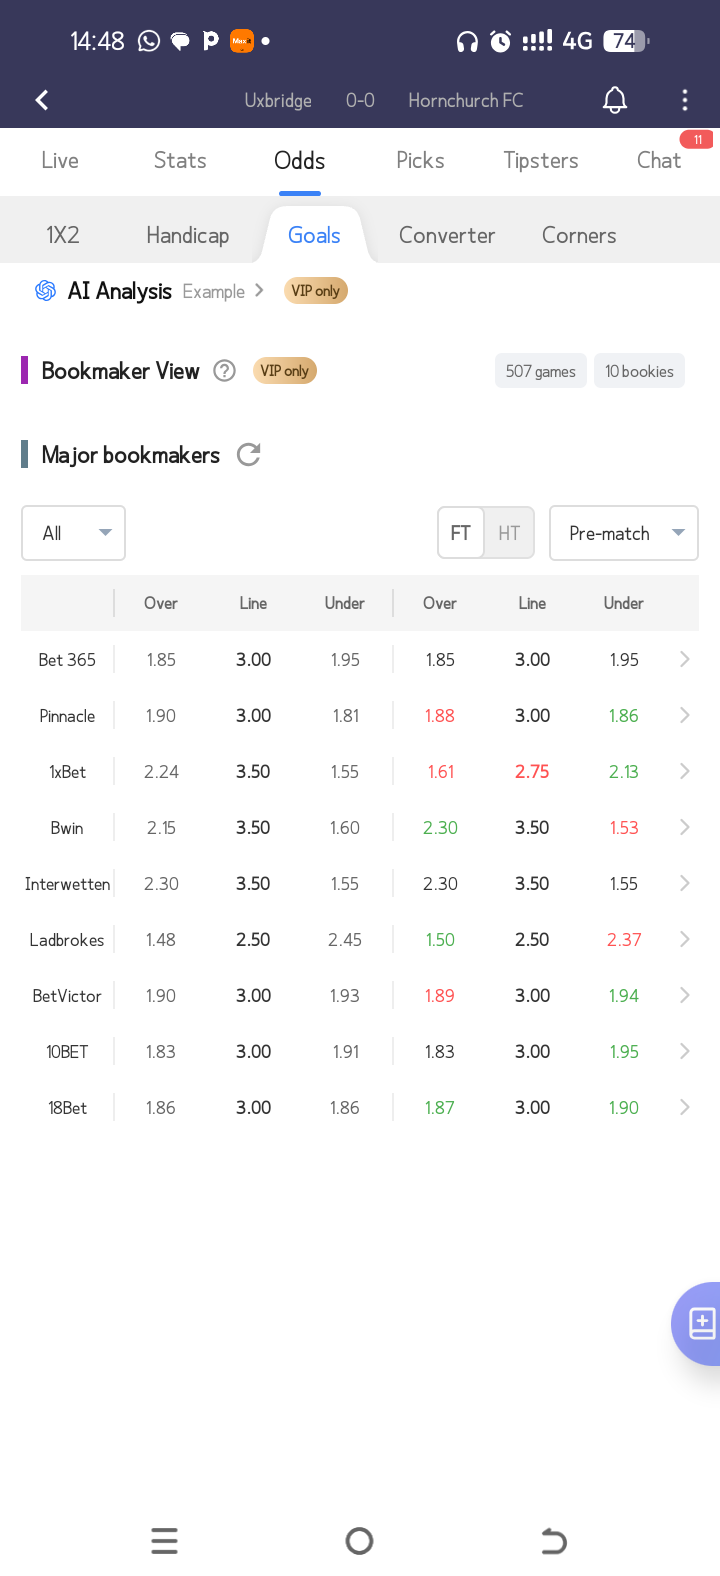 14:48 4G 74
Uxbridge 0-0 Hornchurch FC
Live Stats Odds Picks Tipsters Chat 11
1X2 Handicap Goals Converter Corners
AI Analysis Example VIP only
Bookmaker View ? VIP only 507 games 10 bookies
Major bookmakers
All FT HT Pre-match
Over Line Under Over Line Under
Bet 365 1.85 3.00 1.95 1.85 3.00 1.95
Pinnacle 1.90 3.00 1.81 1.88 3.00 1.86
1xBet 2.24 3.50 1.55 1.61 2.75 2.13
Bwin 2.15 3.50 1.60 2.30 3.50 1.53
Interwetten 2.30 3.50 1.55 2.30 3.50 1.55
Ladbrokes 1.48 2.50 2.45 1.50 2.50 2.37
BetVictor 1.90 3.00 1.93 1.89 3.00 1.94
10BET 1.83 3.00 1.91 1.83 3.00 1.95
18Bet 1.86 3.00 1.86 1.87 3.00 1.90